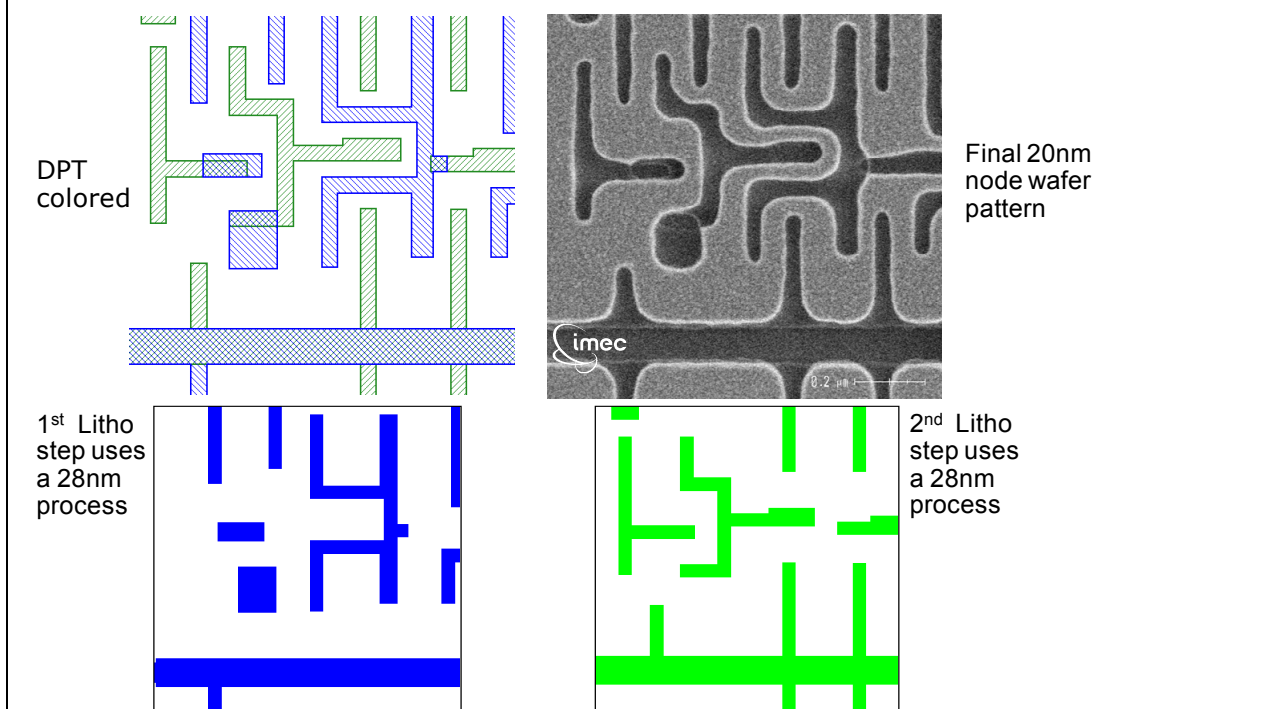 DPT
colored
Final 20nm
node wafer
pattern
imec
0.2 µm
1st Litho
step uses
a 28nm
process
2nd Litho
step uses
a 28nm
process